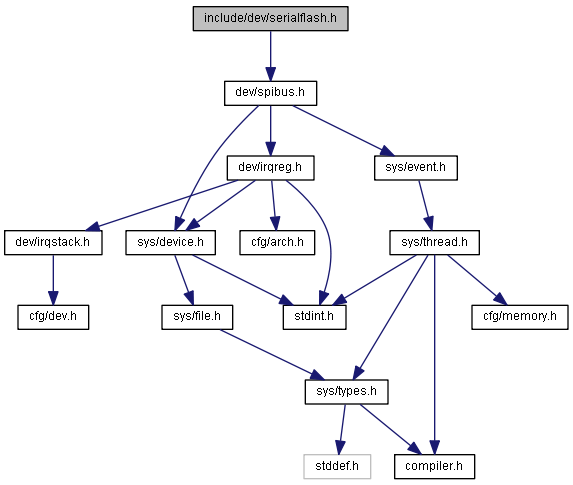 include/dev/serialflash.h
dev/spibus.h
dev/irqreg.h
sys/event.h
dev/irqstack.h
sys/device.h
cfg/arch.h
sys/thread.h
cfg/dev.h
sys/file.h
stdint.h
cfg/memory.h
sys/types.h
stddef.h
compiler.h